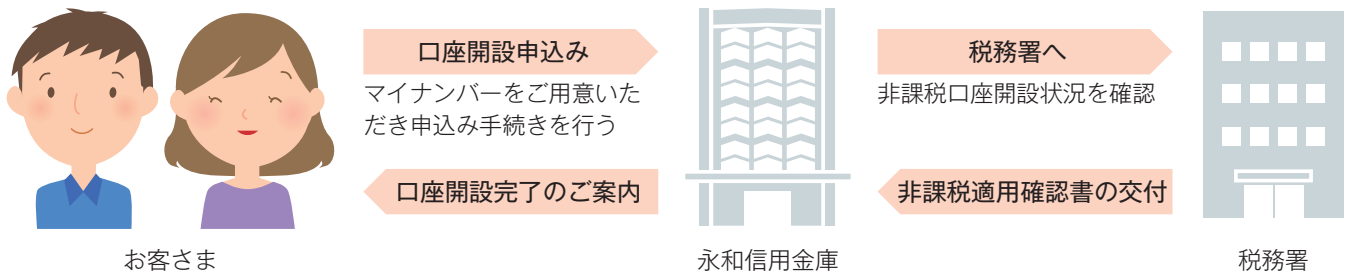 口座開設申込み
マイナンバーをご用意いた
だき申込み手続きを行う
税務署へ
非課税口座開設状況を確認
口座開設完了のご案内
非課税適用確認書の交付
お客さま
永和信用金庫
税務署